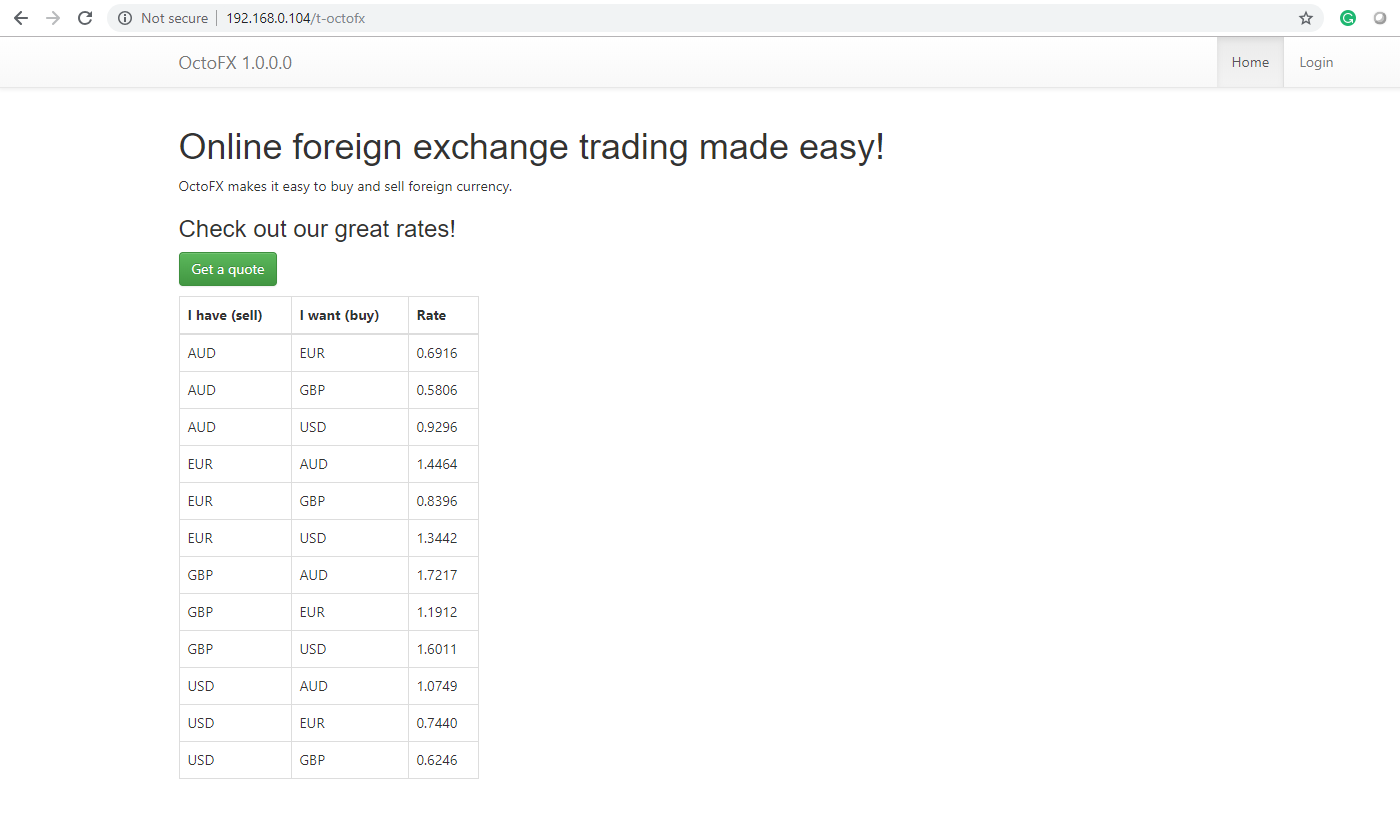 Not secure | 192.168.0.104/t-octofx
OctoFX 1.0.0.0 Home Login
Online foreign exchange trading made easy!
OctoFX makes it easy to buy and sell foreign currency.
Check out our great rates!
Get a quote
I have (sell) I want (buy) Rate
AUD EUR 0.6916
AUD GBP 0.5806
AUD USD 0.9296
EUR AUD 1.4464
EUR GBP 0.8396
EUR USD 1.3442
GBP AUD 1.7217
GBP EUR 1.1912
GBP USD 1.6011
USD AUD 1.0749
USD EUR 0.7440
USD GBP 0.6246